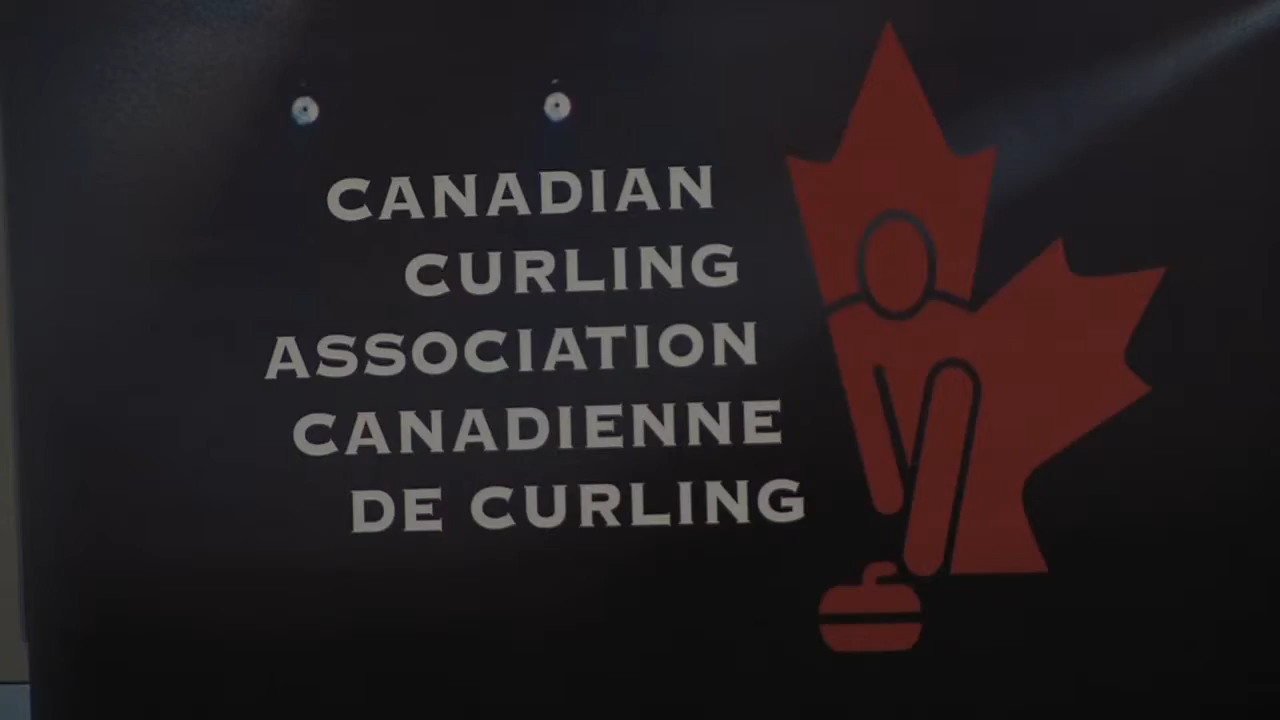 CANADIAN
CURLING
ASSOCIATION
CANADIENNE
DE CURLING